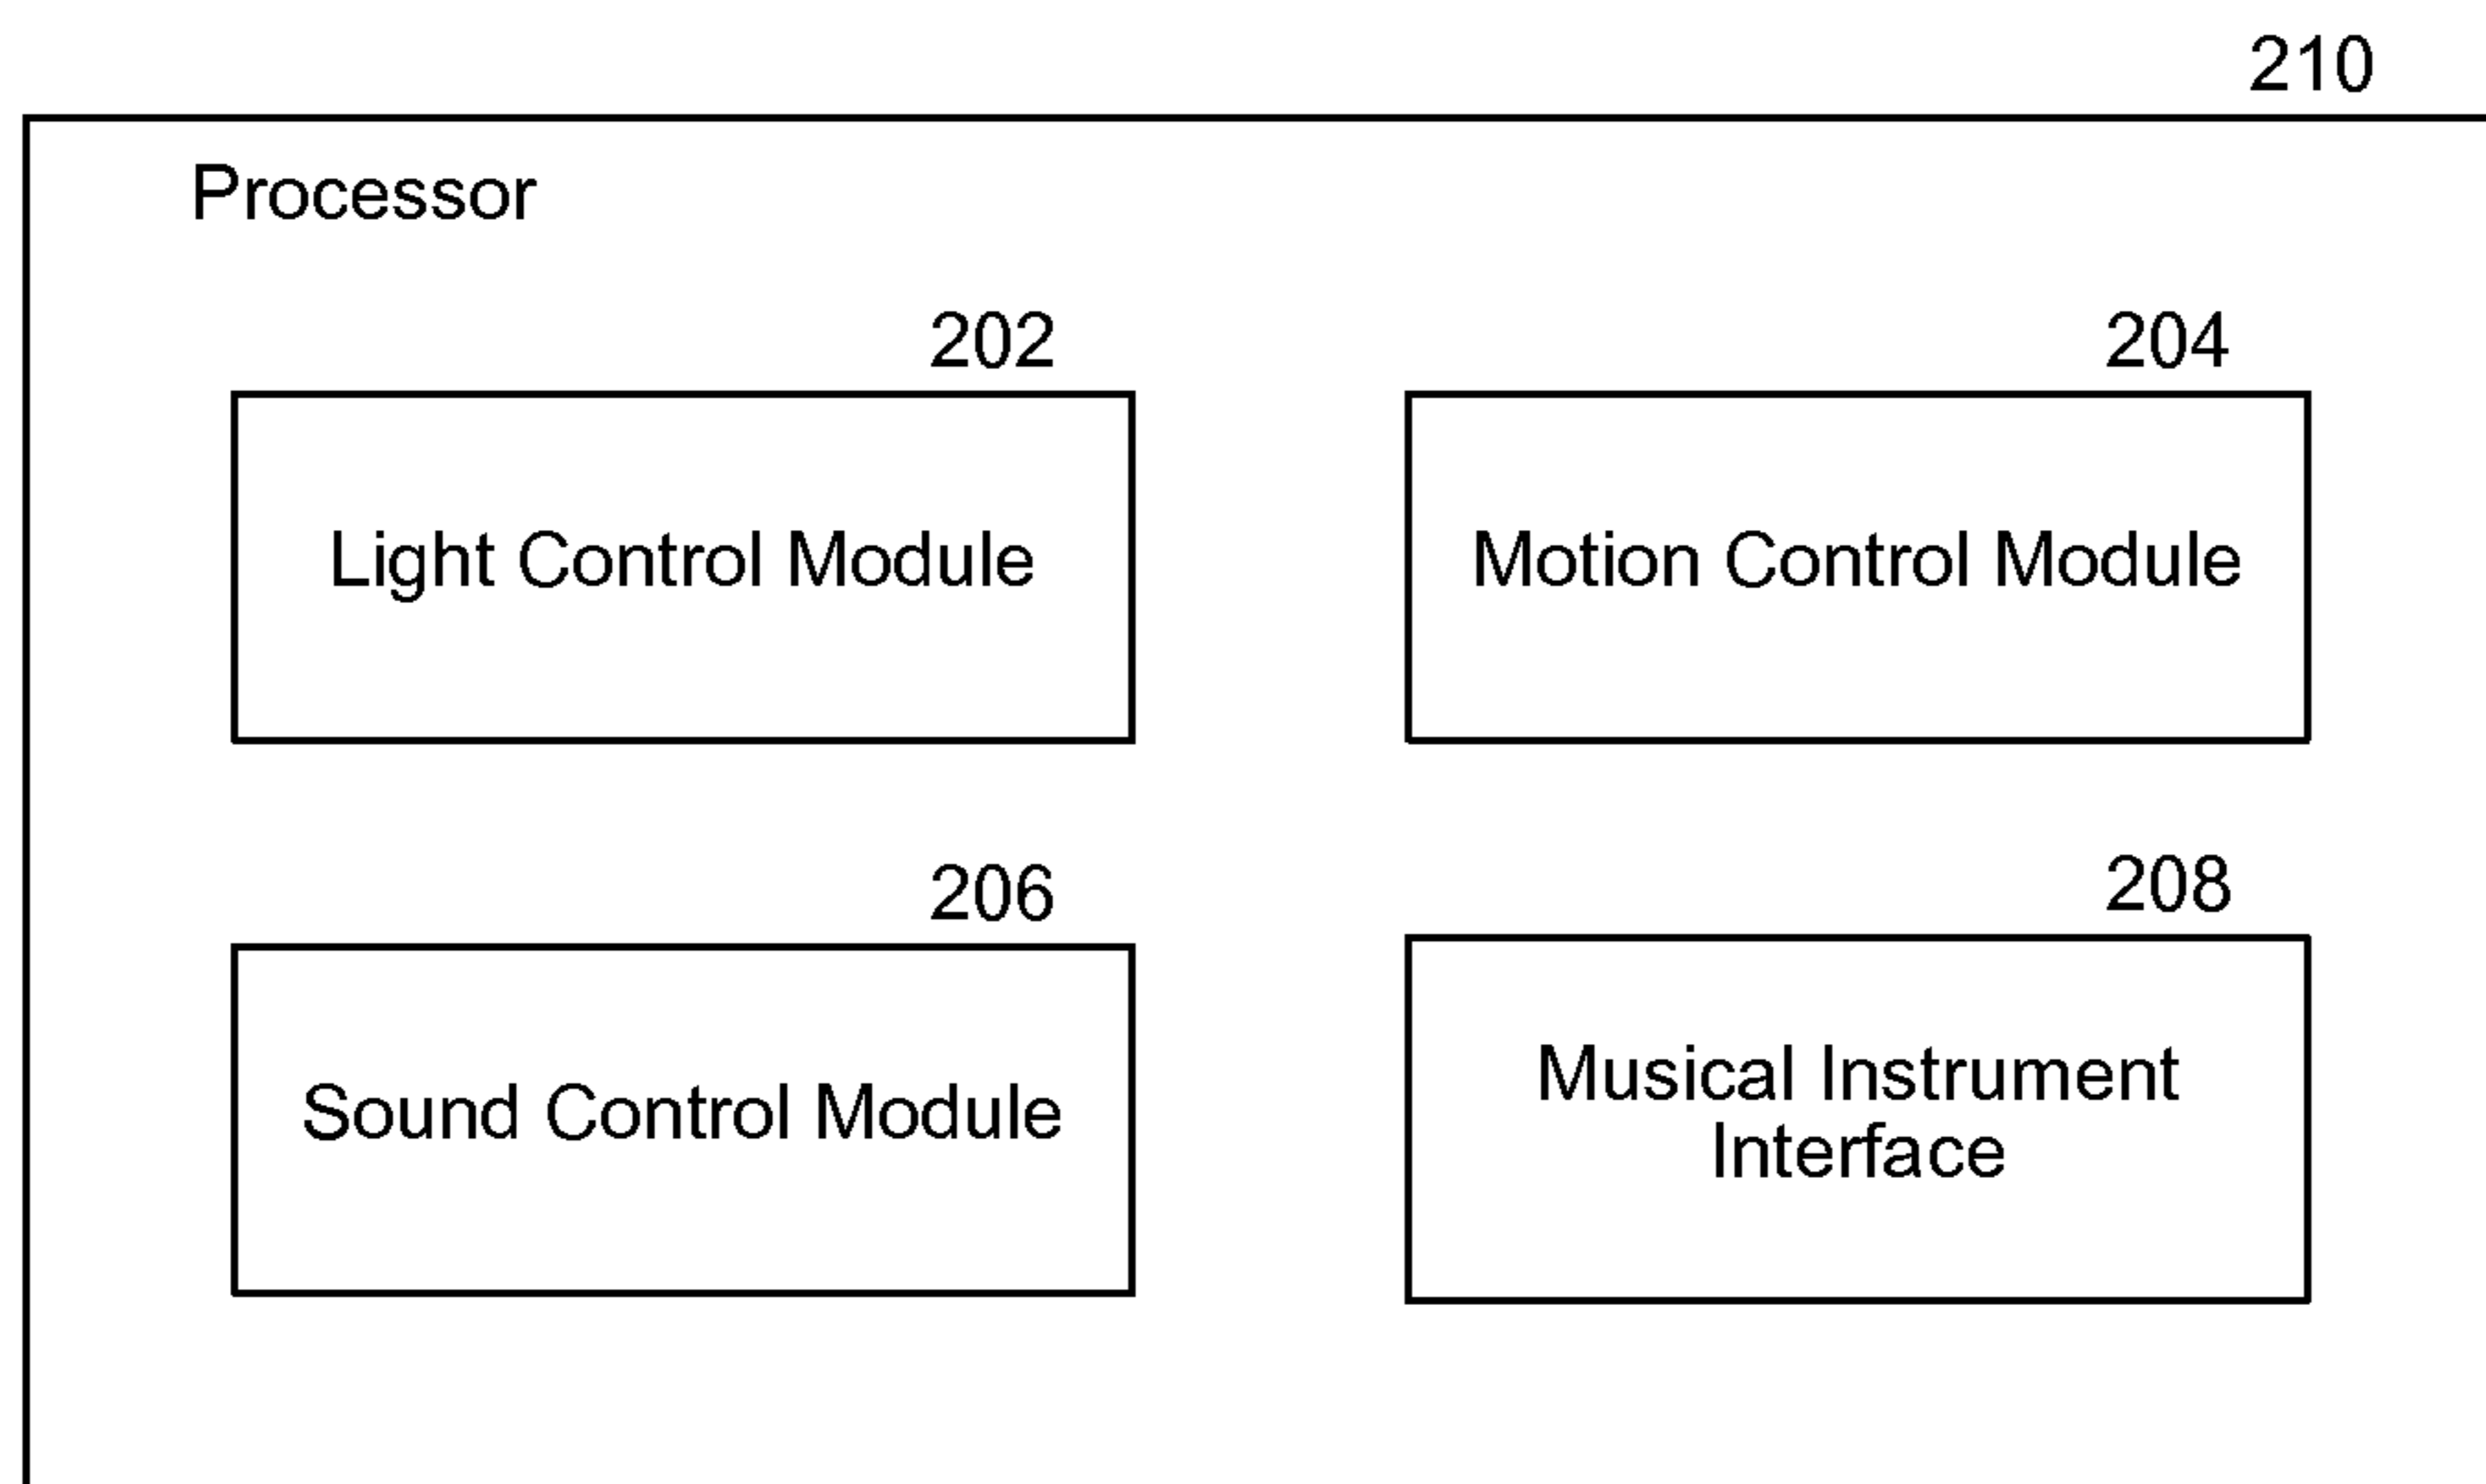 210
Processor
202
204
Light Control Module
Motion Control Module
206
208
Sound Control Module
Musical Instrument
Interface